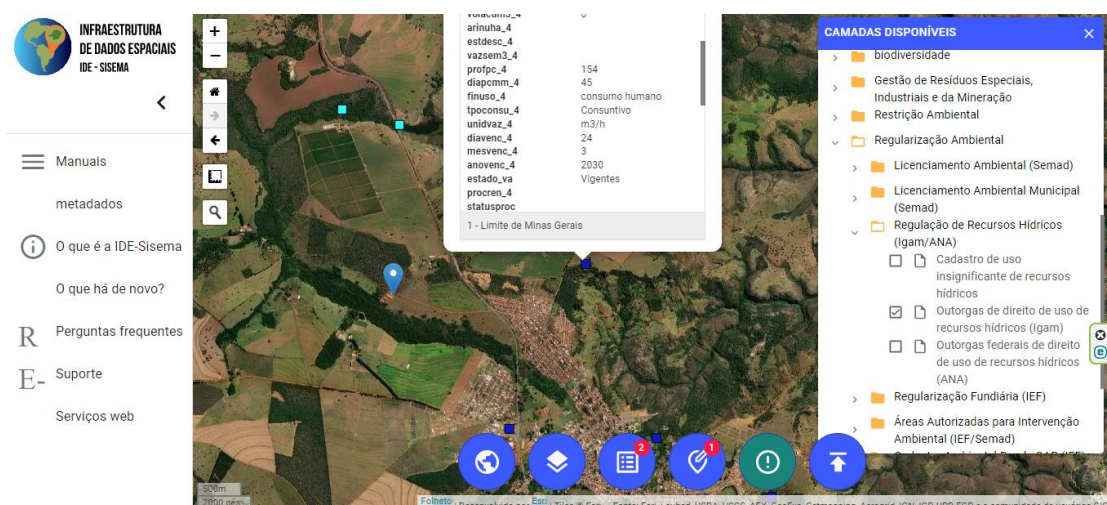 INFRAESTRUTURA
DE DADOS ESPACIAIS
IDE - SISEMA
Manuais
metadados
O que é a IDE-Sisema
O que há de novo?
R
Perguntas frequentes
E-
Suporte
Serviços web
+
−
500m
arinuha_4
estdesc_4
vazsem3_4
profpc_4 154
diapcmm_4 45
finuso_4 consumo humano
tpoconsu_4 Consuntivo
unidvaz_4 m3/h
diavenc_4 24
mesvenc_4 3
anovenc_4 2030
estado_va Vigentes
procren_4
statusproc
1 - Limite de Minas Gerais
2
1
Folheto
CAMADAS DISPONÍVEIS
biodiversidade
Gestão de Resíduos Especiais,
Industriais e da Mineração
Restrição Ambiental
Regularização Ambiental
Licenciamento Ambiental (Semad)
Licenciamento Ambiental Municipal
(Semad)
Regulação de Recursos Hídricos
(Igam/ANA)
Cadastro de uso
insignificante de recursos
hídricos
Outorgas de direito de uso de
recursos hídricos (Igam)
Outorgas federais de direito
de uso de recursos hídricos
(ANA)
Regularização Fundiária (IEF)
Áreas Autorizadas para Intervenção
Ambiental (IEF/Semad)